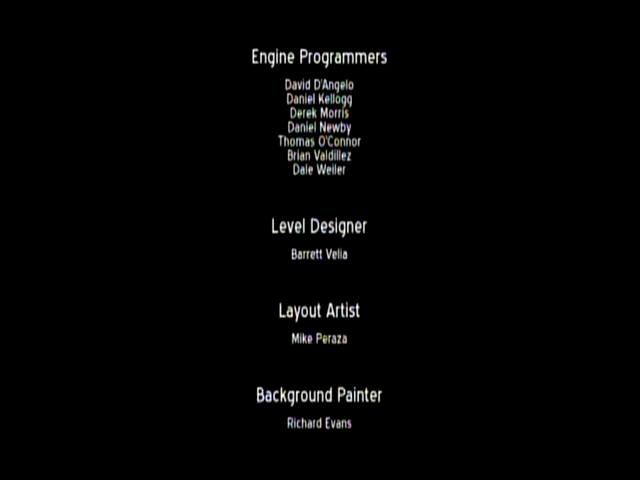 Engine Programmers
David D'Angelo
Daniel Kellogg
Derek Morris
Daniel Newby
Thomas O'Connor
Brian Valdillez
Dale Weiler
Level Designer
Barrett Velia
Layout Artist
Mike Peraza
Background Painter
Richard Evans